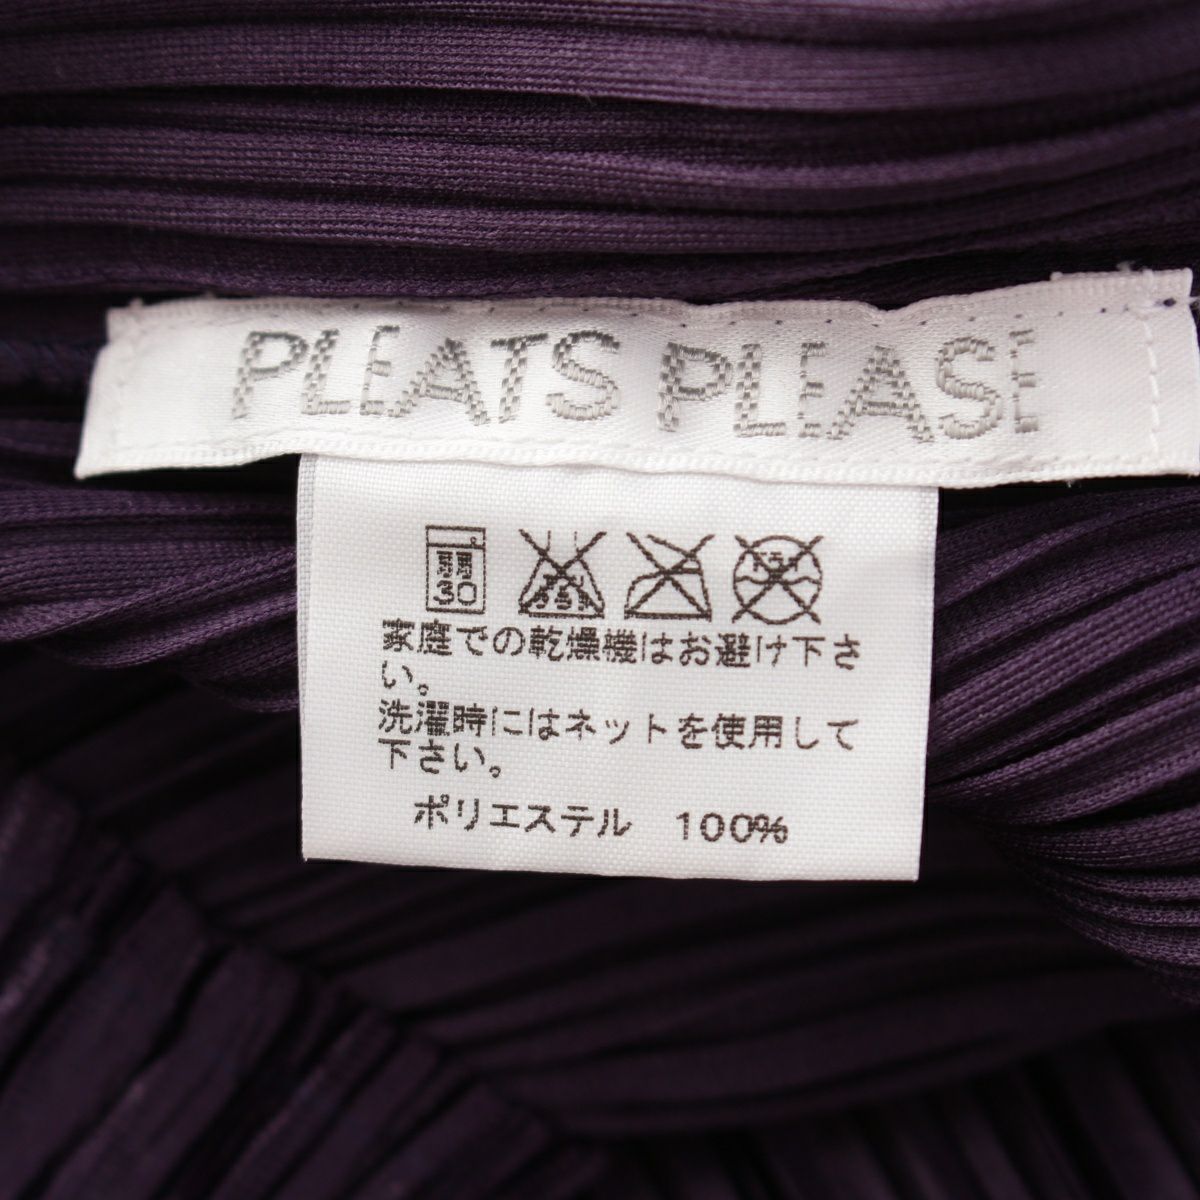 PLEATS PLEASE
弱
30
家庭での乾燥機はお避け下さ
い。
洗濯時にはネットを使用して
下さい。
ポリエステル 100%